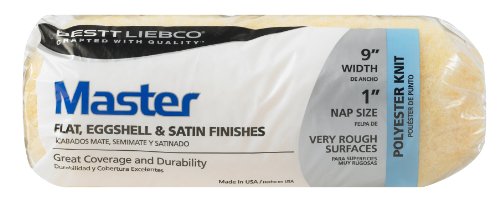 BESTT LIEBCO
CRAFTED WITH QUALITY
Master
FLAT, EGGSHELL & SATIN FINISHES
KABADOS MATE, SEMIMATE Y SATINADO
Great Coverage and Durability
Durabilidad y Cobertura Excelentes
Made in USA /
9" WIDTH
DE ANCHO
1"
NAP SIZE
FELPA DE
VERY ROUGH
SURFACES
PARA SUPERFICIES
MUY RUGOSAS
POLYESTER KNIT
POLIÉSTER DE PUNTO